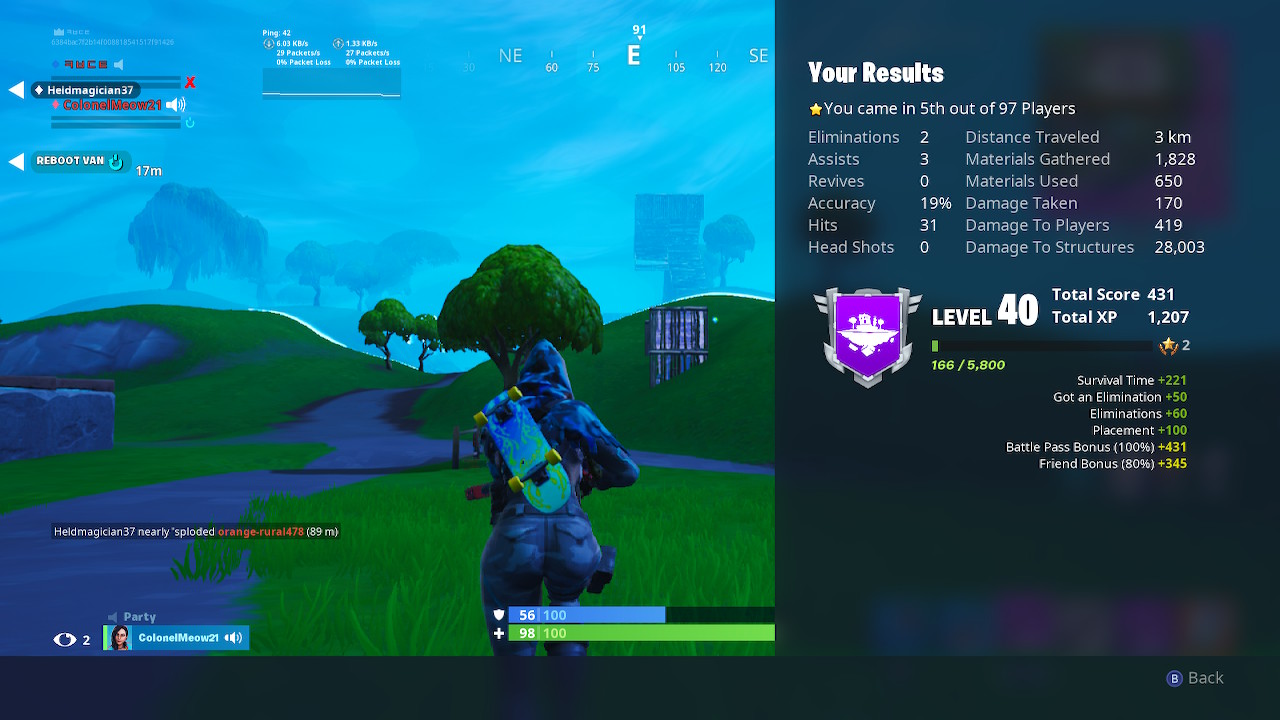 Ping: 42
6.03 KB/s 1.33 KB/s
29 Packets/s 27 Packets/s
0% Packet Loss 0% Packet Loss
91
30 NE 60 75 E 105 120 SE
Heidmagician37
ColonelMeow21
REBOOT VAN
17m
Heidmagician37 nearly 'sploded orange-rural478 (89 m)
Party
2 ColonelMeow21
56 100
98 100
Your Results
You came in 5th out of 97 Players
Eliminations 2 Distance Traveled 3 km
Assists 3 Materials Gathered 1,828
Revives 0 Materials Used 650
Accuracy 19% Damage Taken 170
Hits 31 Damage To Players 419
Head Shots 0 Damage To Structures 28,003
LEVEL 40
Total Score 431
Total XP 1,207
2
166 / 5,800
Survival Time +221
Got an Elimination +50
Eliminations +60
Placement +100
Battle Pass Bonus (100%) +431
Friend Bonus (80%) +345
B Back